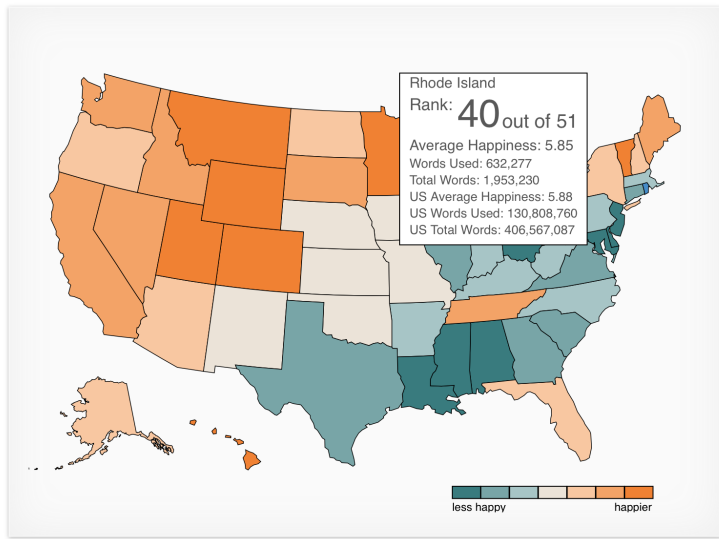 Rhode Island
Rank: 40 out of 51
Average Happiness: 5.85
Words Used: 632,277
Total Words: 1,953,230
US Average Happiness: 5.88
US Words Used: 130,808,760
US Total Words: 406,567,087
less happy happier